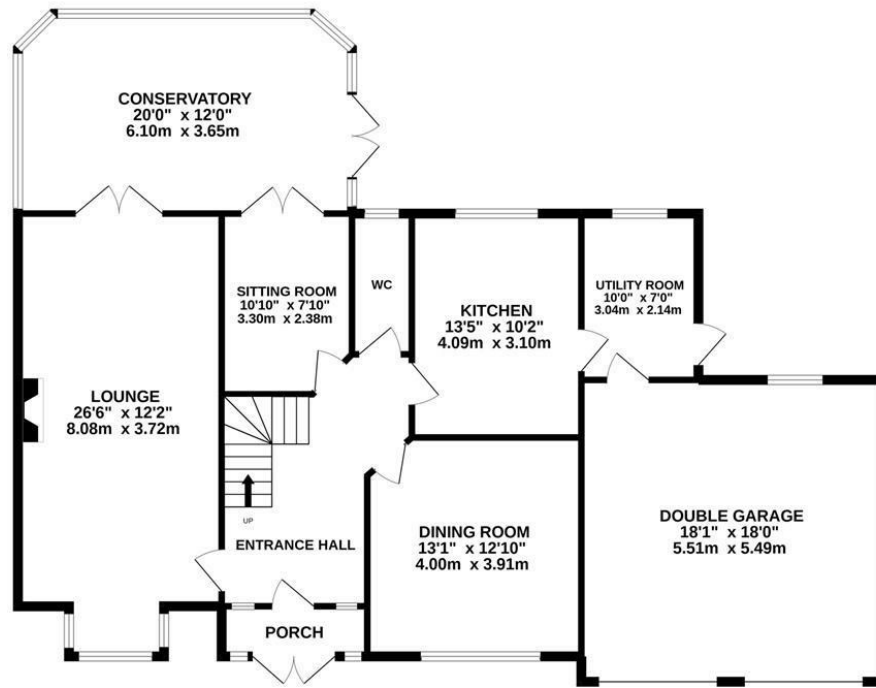 CONSERVATORY
20'0" x 12'0"
6.10m x 3.65m
SITTING ROOM
10'10" x 7'10"
3.30m x 2.38m
WC
KITCHEN
13'5" x 10'2"
4.09m x 3.10m
UTILITY ROOM
10'0" x 7'0"
3.04m x 2.14m
LOUNGE
26'6" x 12'2"
8.08m x 3.72m
UP
ENTRANCE HALL
DINING ROOM
13'1" x 12'10"
4.00m x 3.91m
DOUBLE GARAGE
18'1" x 18'0"
5.51m x 5.49m
PORCH